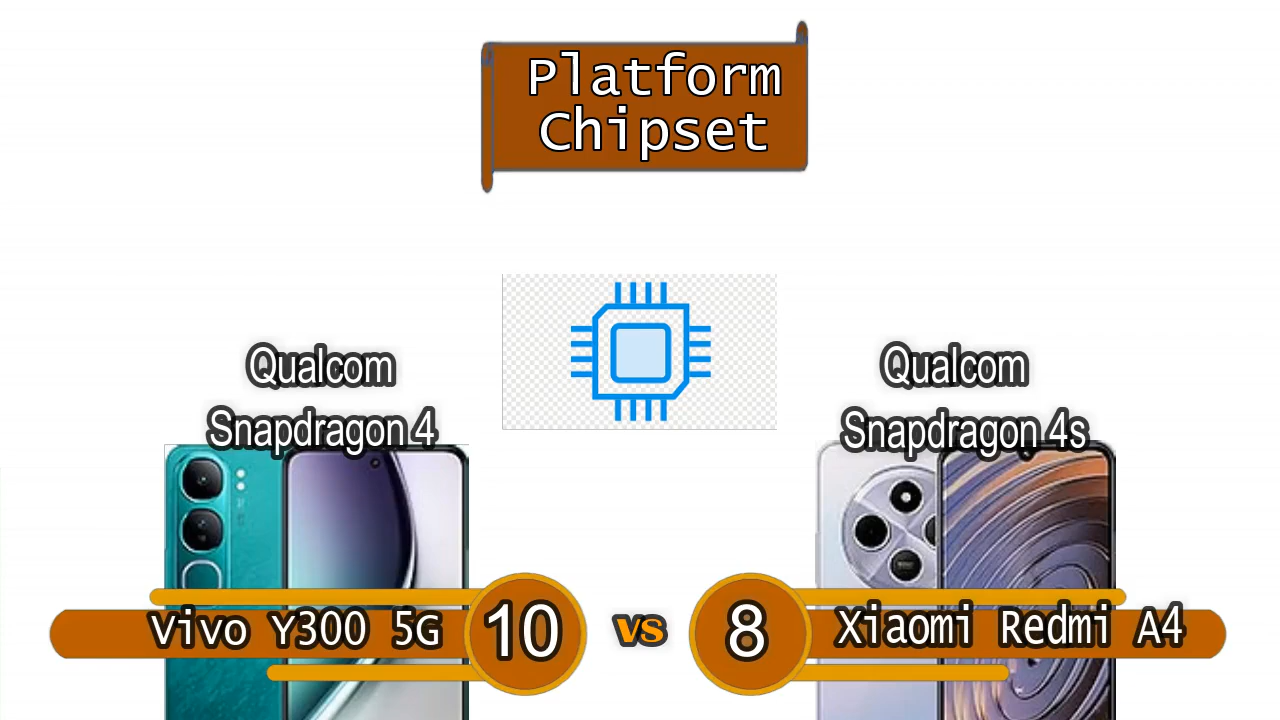 Platform
Chipset
Qualcom
Snapdragon 4
Qualcom
Snapdragon 4s
Vivo Y300 5G
10
vs
8
Xiaomi Redmi A4